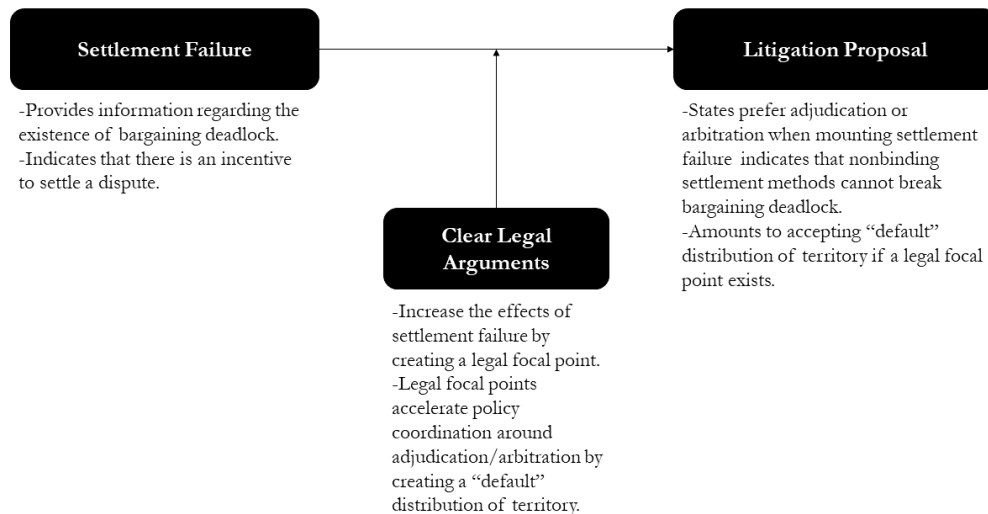 Settlement Failure
-Provides information regarding the
existence of bargaining deadlock.
-Indicates that there is an incentive
to settle a dispute.
Clear Legal
Arguments
-Increase the effects of
settlement failure by
creating a legal focal point.
-Legal focal points
accelerate policy
coordination around
adjudication/arbitration by
creating a “default”
distribution of territory.
Litigation Proposal
-States prefer adjudication or
arbitration when mounting settlement
failure indicates that nonbinding
settlement methods cannot break
bargaining deadlock.
-Amounts to accepting “default”
distribution of territory if a legal focal
point exists.